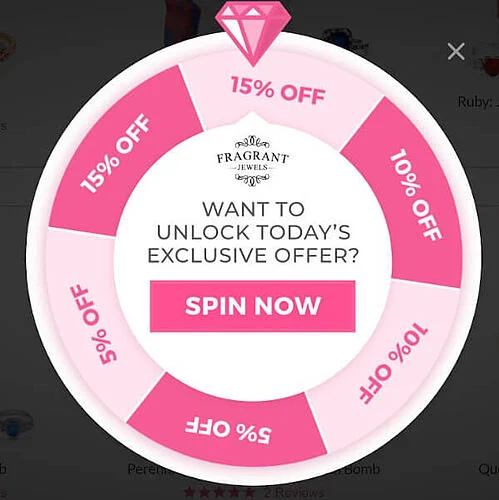 15% OFF
10% OFF
10% OFF
5% OFF
5% OFF
15% OFF
FRAGRANT
JEWELS
WANT TO
UNLOCK TODAY'S
EXCLUSIVE OFFER?
SPIN NOW
Ruby:
Bomb
2 Reviews